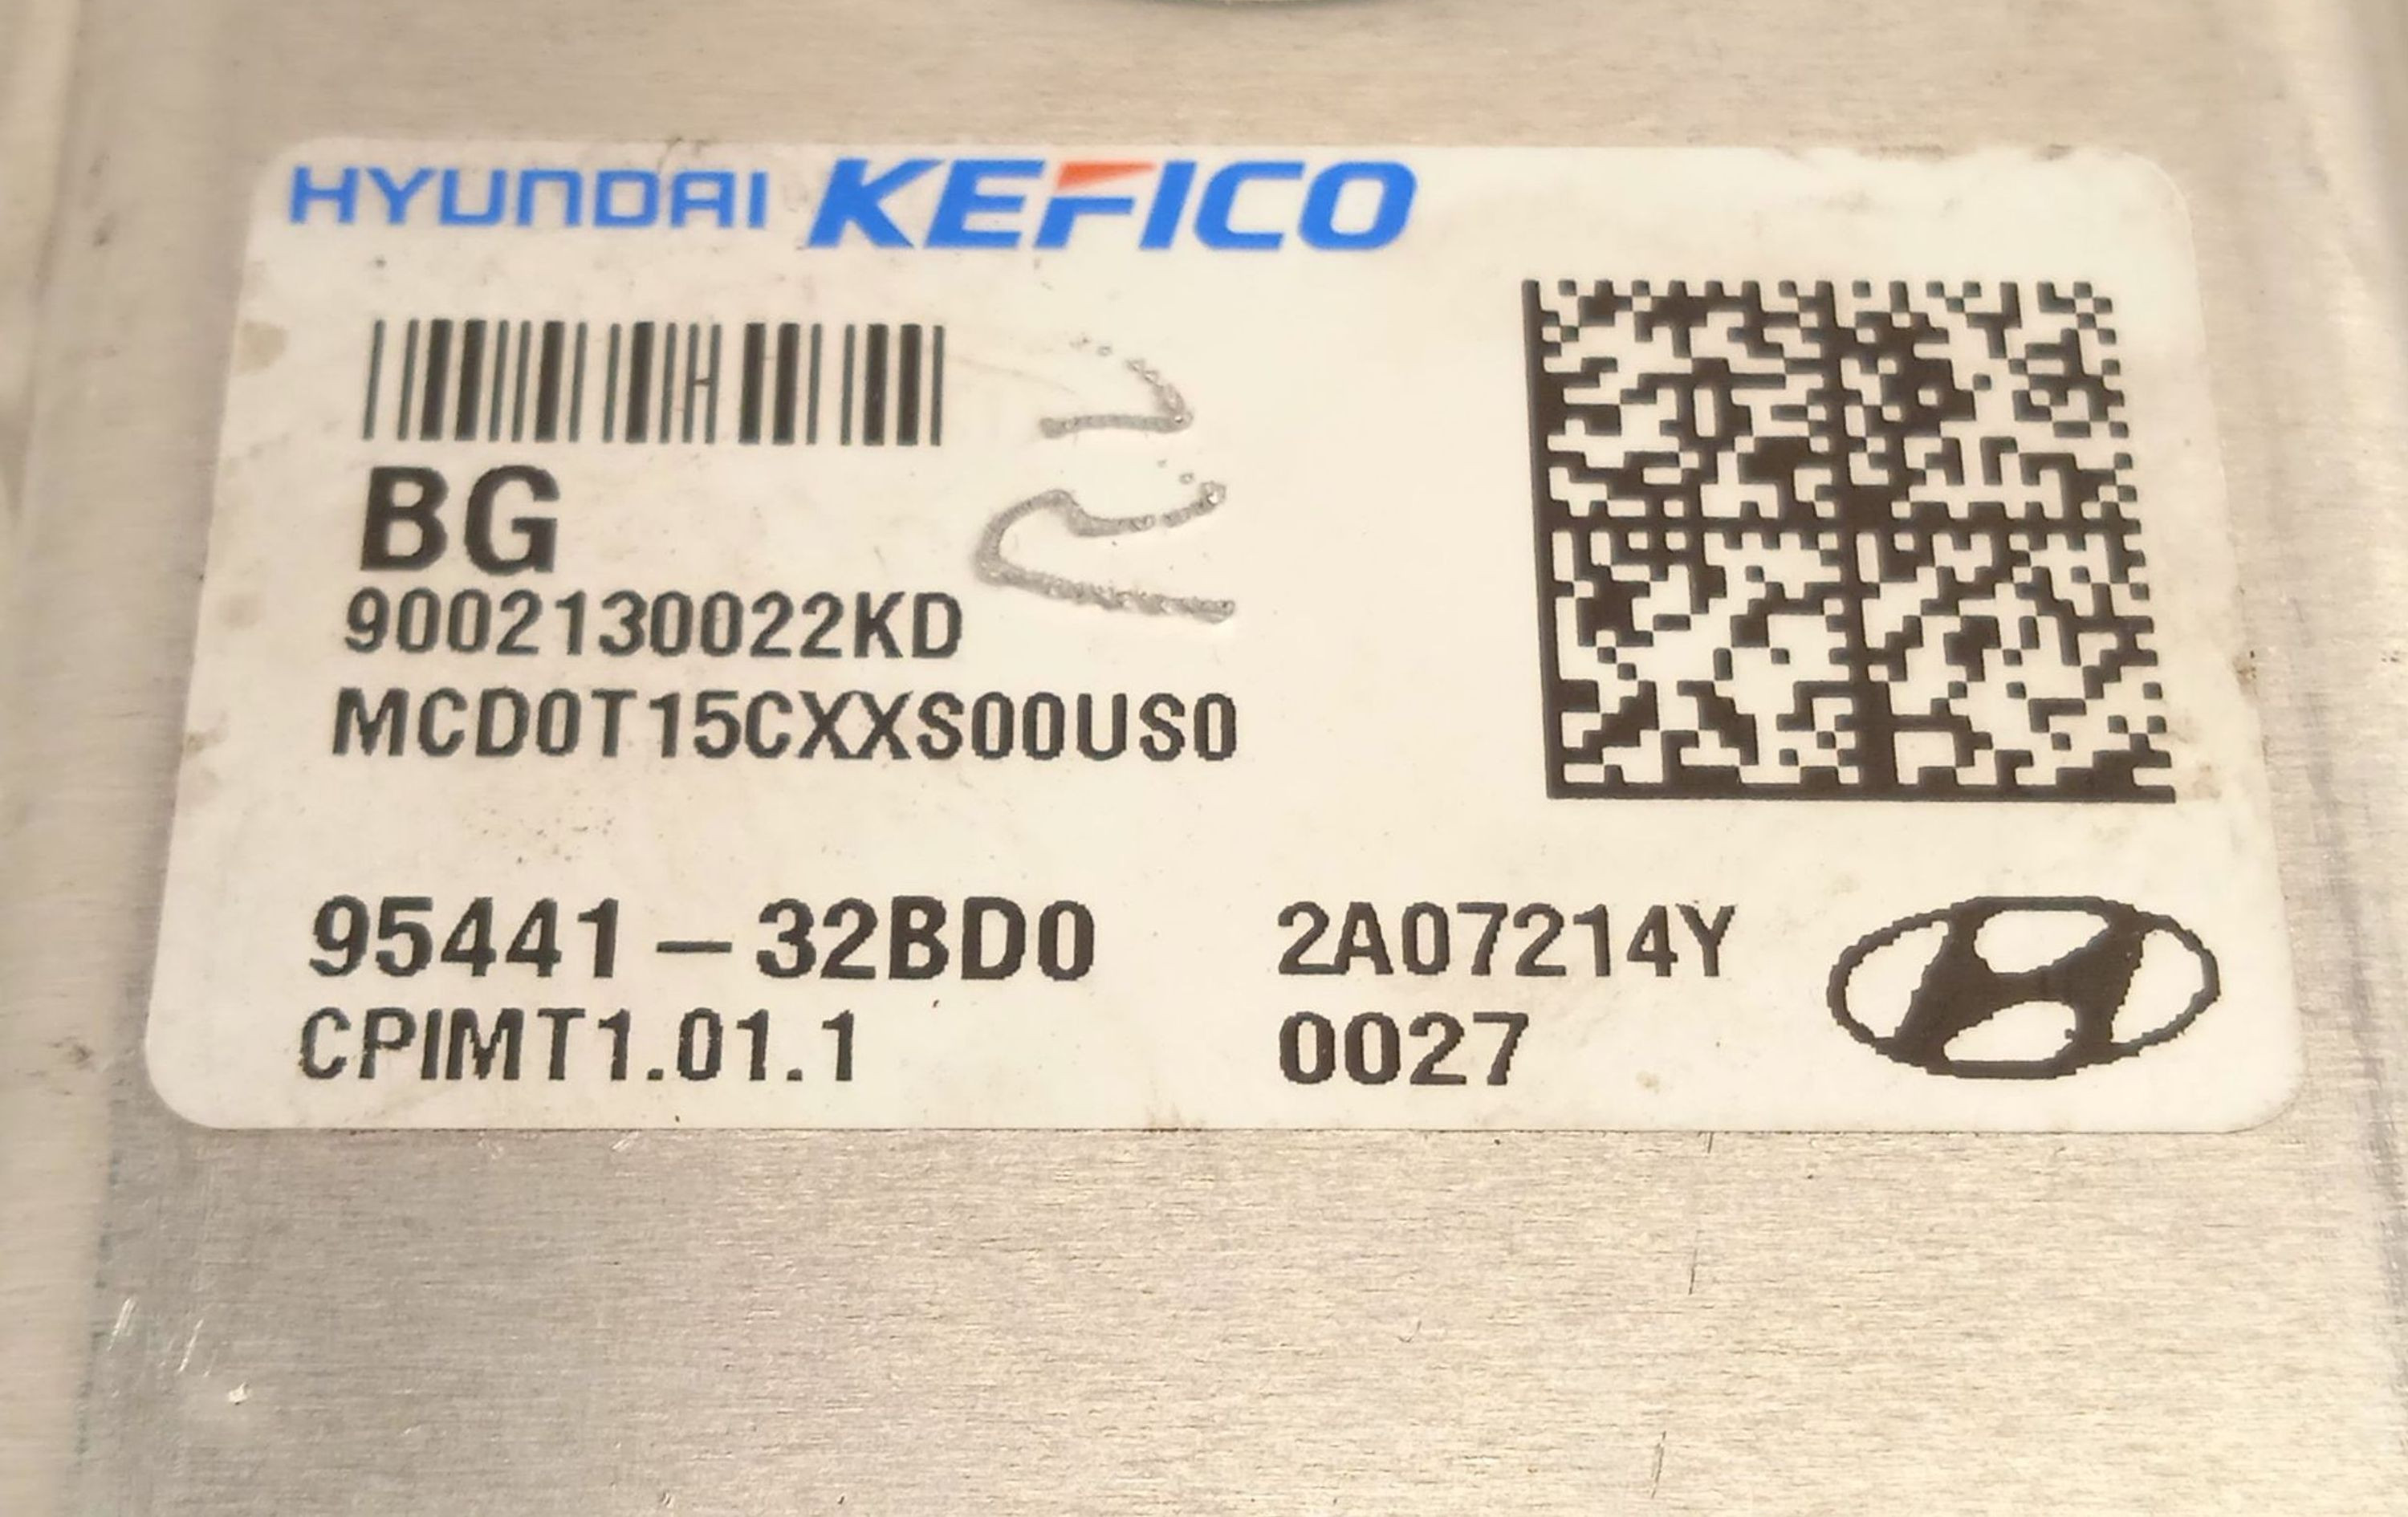 HYUNDAI KEFICO
BG
9002130022KD
MCD0T15CXXS00US0
95441-32BD0
2A07214Y
CPIMT1.01.1
0027